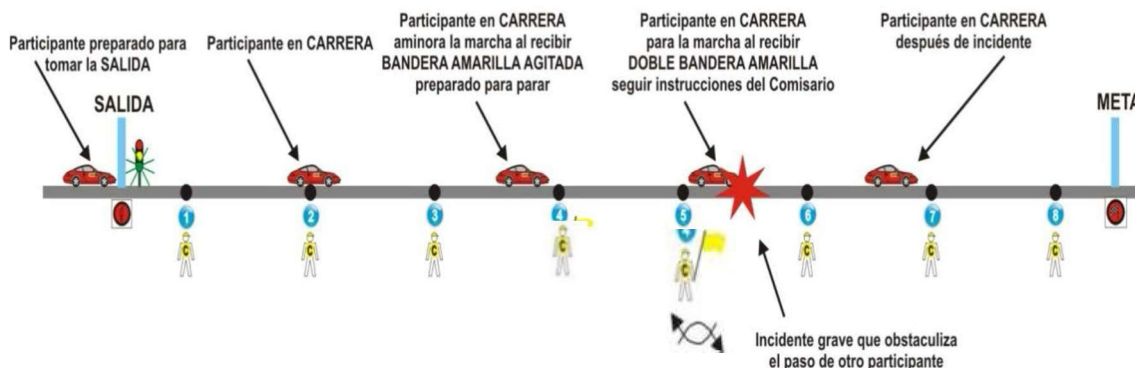 Participante preparado para
tomar la SALIDA
Participante en CARRERA
Participante en CARRERA
aminora la marcha al recibir
BANDERA AMARILLA AGITADA
preparado para parar
Participante en CARRERA
para la marcha al recibir
DOBLE BANDERA AMARILLA
seguir instrucciones del Comisario
Participante en CARRERA
después de incidente
SALIDA
META
1
2
3
4
5
6
7
8
C
C
C
C
4
C
C
C
C
Incidente grave que obstaculiza
el paso de otro participante